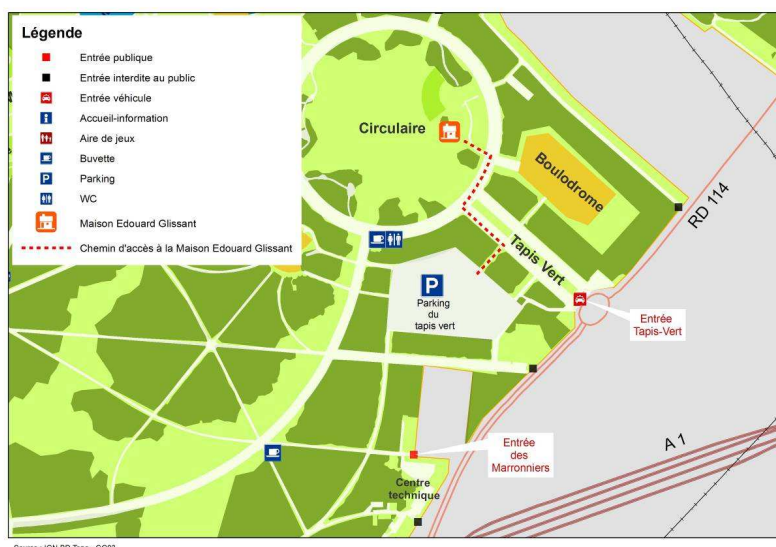 Légende
Entrée publique
Entrée interdite au public
Entrée véhicule
Accueil-information
Aire de jeux
Buvette
Parking
WC
Maison Edouard Glissant
Chemin d'accès à la Maison Edouard Glissant
Circulaire
Boulodrome
RD 114
Tapis Vert
P
Parking
du
tapis vert
Entrée
Tapis-Vert
A 1
Entrée
des
Marronniers
Centre
technique